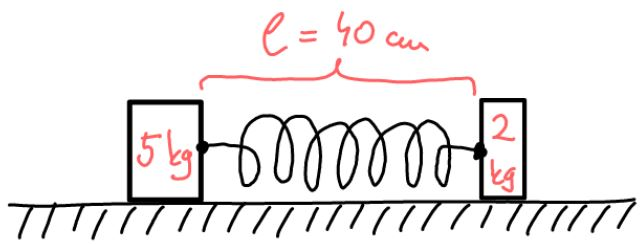 ℓ = 40 cm
5 kg
2
kg